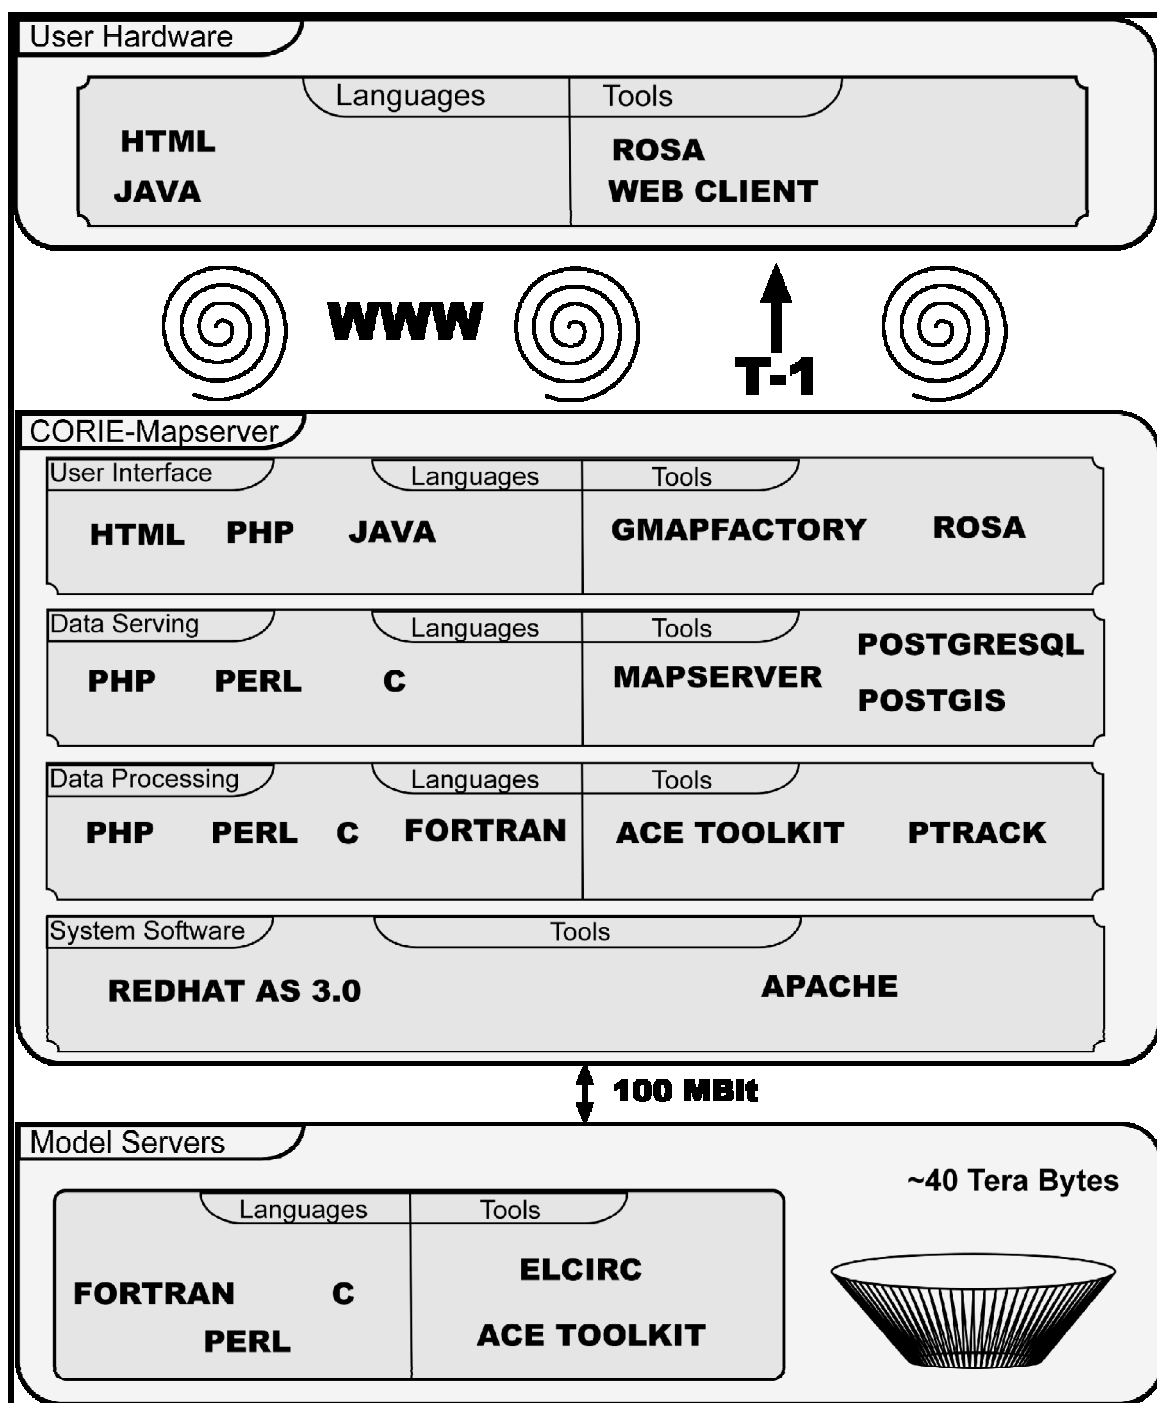 User Hardware
Languages
Tools
HTML
JAVA
ROSA
WEB CLIENT
WWW
T-1
CORIE-Mapserver
User Interface
Languages
Tools
HTML PHP JAVA
GMAPFACTORY ROSA
Data Serving
Languages
Tools
PHP PERL C
MAPSERVER
POSTGRESQL
POSTGIS
Data Processing
Languages
Tools
PHP PERL C FORTRAN
ACE TOOLKIT PTRACK
System Software
Tools
REDHAT AS 3.0
APACHE
100 MBIt
Model Servers
~40 Tera Bytes
Languages
Tools
FORTRAN C
PERL
ELCIRC
ACE TOOLKIT